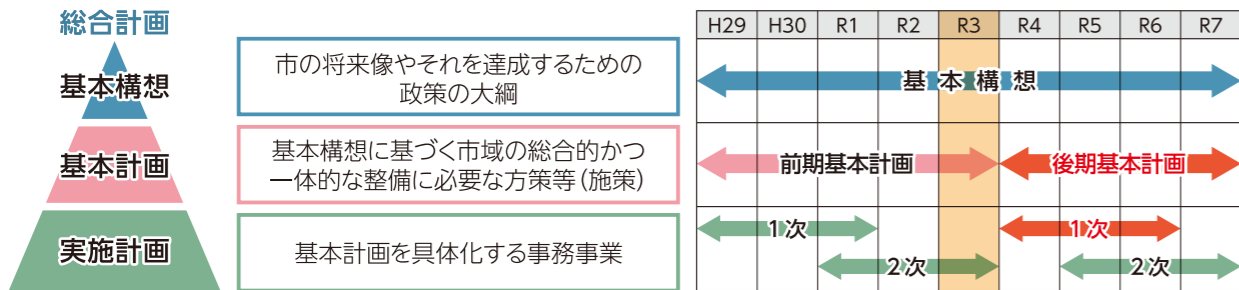 総合計画
基本構想
基本計画
実施計画
市の将来像やそれを達成するための
政策の大綱
基本構想に基づく市域の総合的かつ
一体的な整備に必要な方策等（施策）
基本計画を具体化する事務事業
H29 H30 R1 R2 R3 R4 R5 R6 R7
基本構想
前期基本計画 後期基本計画
1次 1次
2次 2次